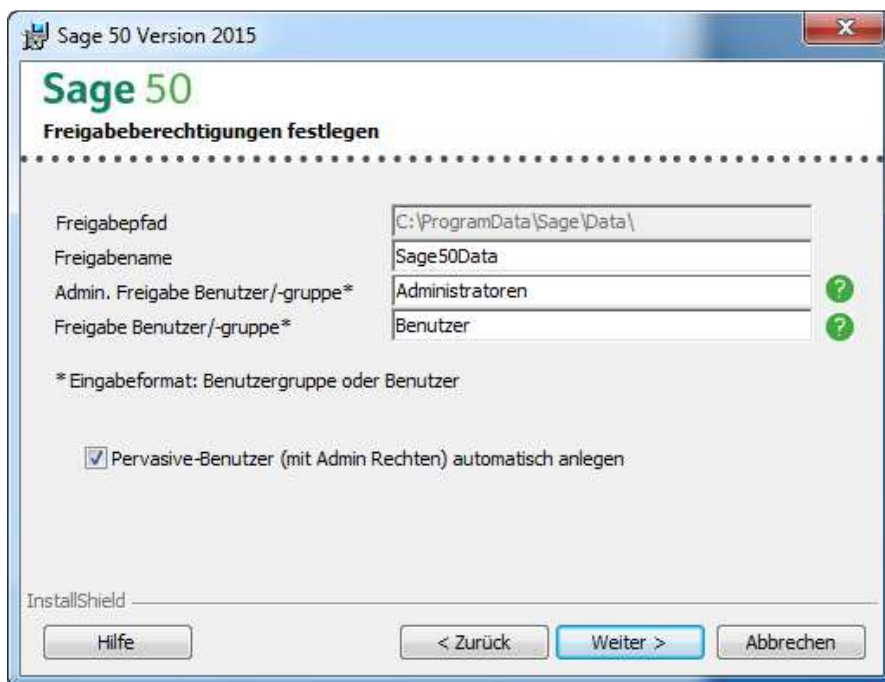 Sage 50 Version 2015
Sage 50
Freigabeberechtigungen festlegen
Freigabepfad C:\ProgramData\Sage\Data\
Freigabename Sage50Data
Admin. Freigabe Benutzer/-gruppe* Administratoren ?
Freigabe Benutzer/-gruppe* Benutzer ?
* Eingabeformat: Benutzergruppe oder Benutzer
Pervasive-Benutzer (mit Admin Rechten) automatisch anlegen
InstallShield
Hilfe < Zurück Weiter > Abbrechen